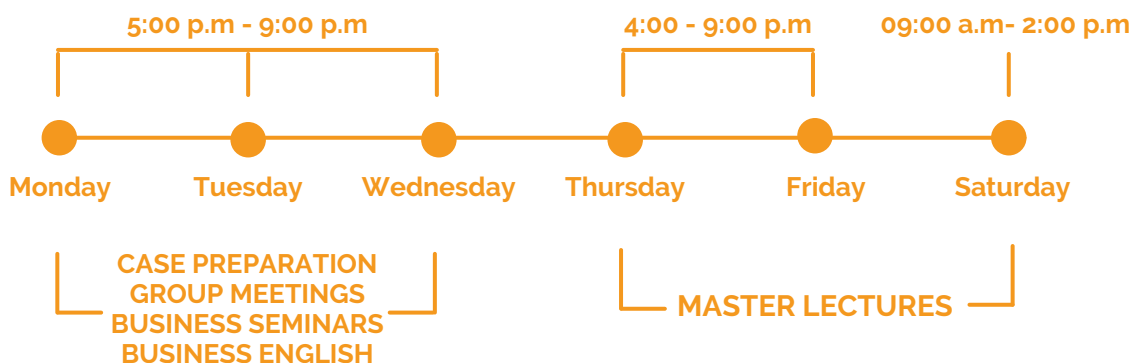 5:00 p.m - 9:00 p.m
4:00 - 9:00 p.m
09:00 a.m- 2:00 p.m
Monday
Tuesday
Wednesday
Thursday
Friday
Saturday
CASE PREPARATION
GROUP MEETINGS
BUSINESS SEMINARS
BUSINESS ENGLISH
MASTER LECTURES